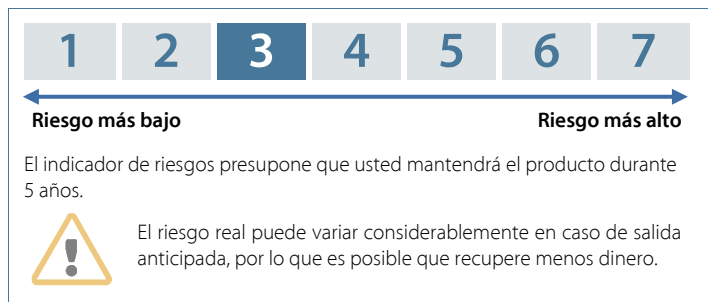 1 2 3 4 5 6 7
Riesgo más bajo Riesgo más alto
El indicador de riesgos presupone que usted mantendrá el producto durante
5 años.
El riesgo real puede variar considerablemente en caso de salida
anticipada, por lo que es posible que recupere menos dinero.